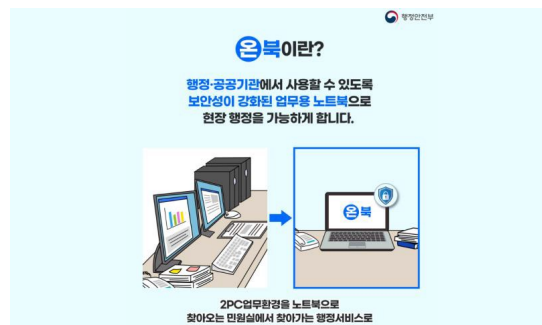 행정안전부
온북이란?
행정·공공기관에서 사용할 수 있도록
보안성이 강화된 업무용 노트북으로
현장 행정을 가능하게 합니다.
온북
2PC업무환경을 노트북으로
찾아오는 민원실에서 찾아가는 행정서비스로